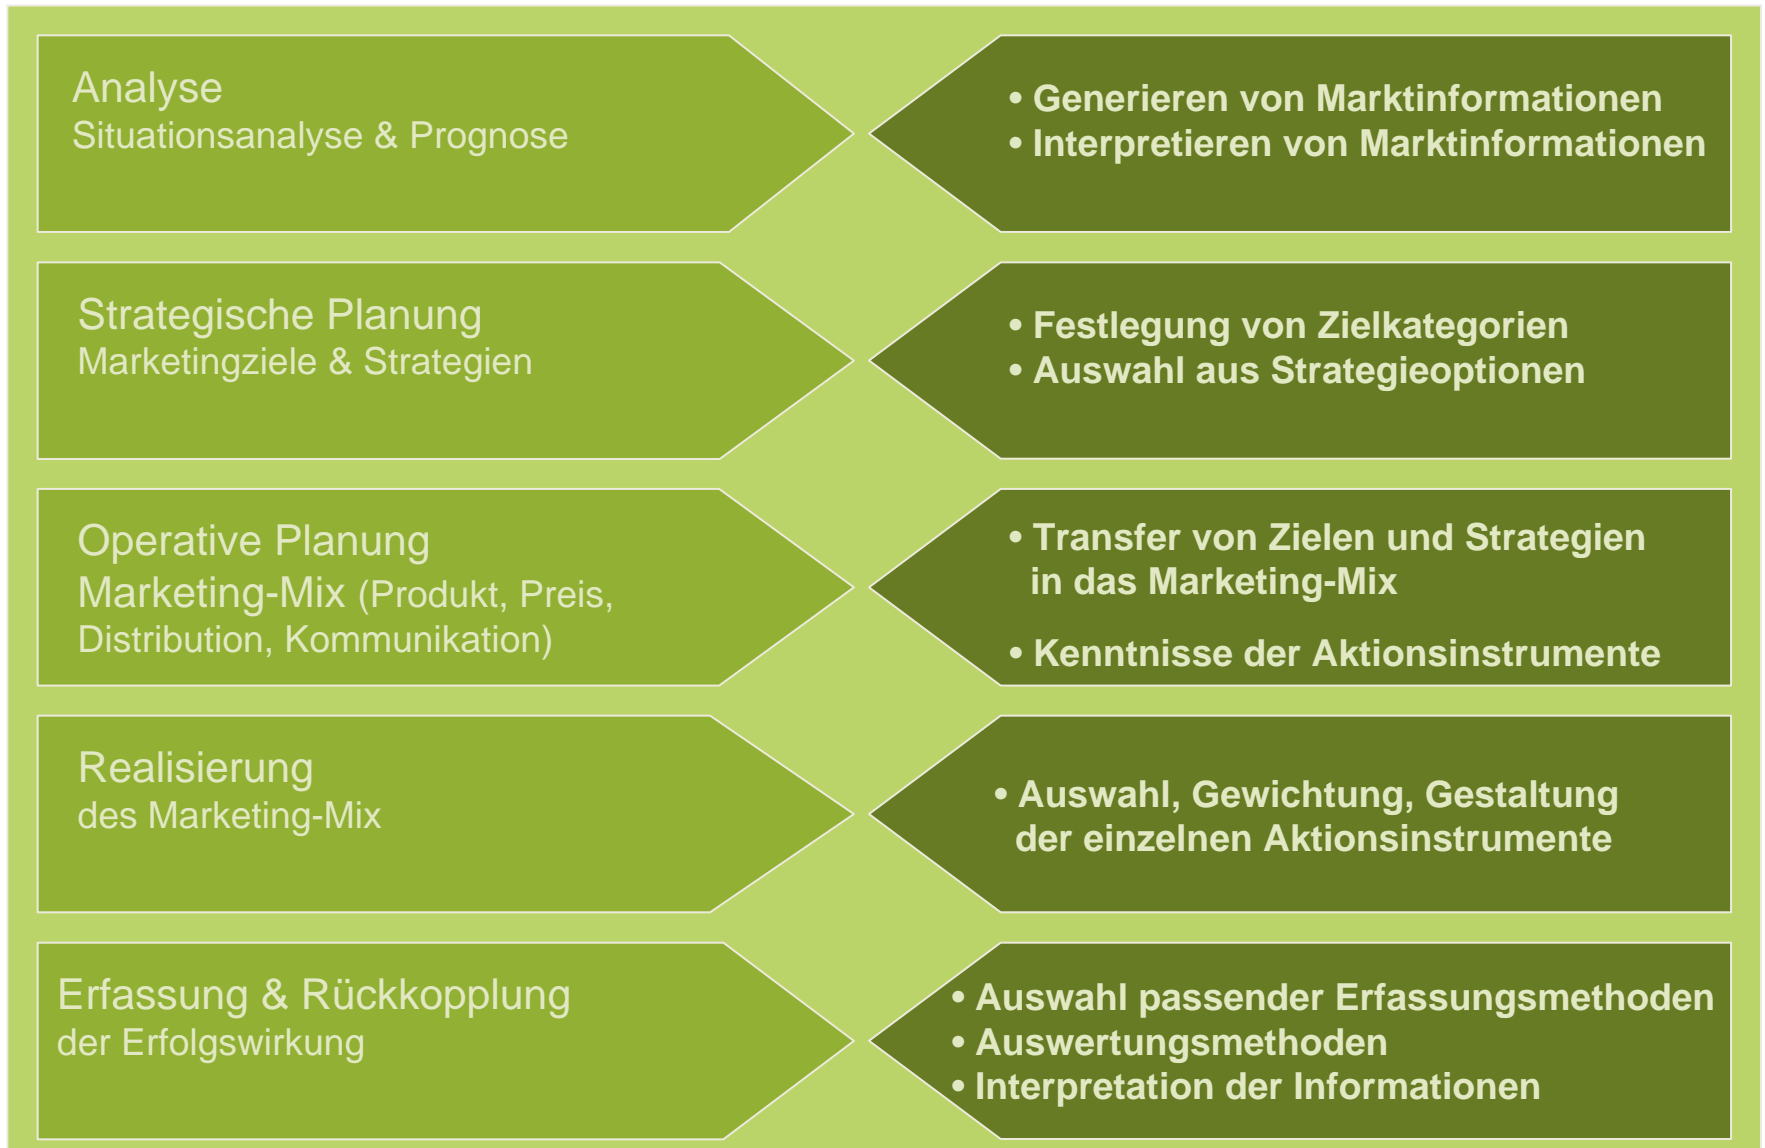 Analyse
Situationsanalyse & Prognose
• Generieren von Marktinformationen
• Interpretieren von Marktinformationen
Strategische Planung
Marketingziele & Strategien
• Festlegung von Zielkategorien
• Auswahl aus Strategieoptionen
Operative Planung
Marketing-Mix (Produkt, Preis,
Distribution, Kommunikation)
• Transfer von Zielen und Strategien
in das Marketing-Mix
• Kenntnisse der Aktionsinstrumente
Realisierung
des Marketing-Mix
• Auswahl, Gewichtung, Gestaltung
der einzelnen Aktionsinstrumente
Erfassung & Rückkopplung
der Erfolgswirkung
• Auswahl passender Erfassungsmethoden
• Auswertungsmethoden
• Interpretation der Informationen